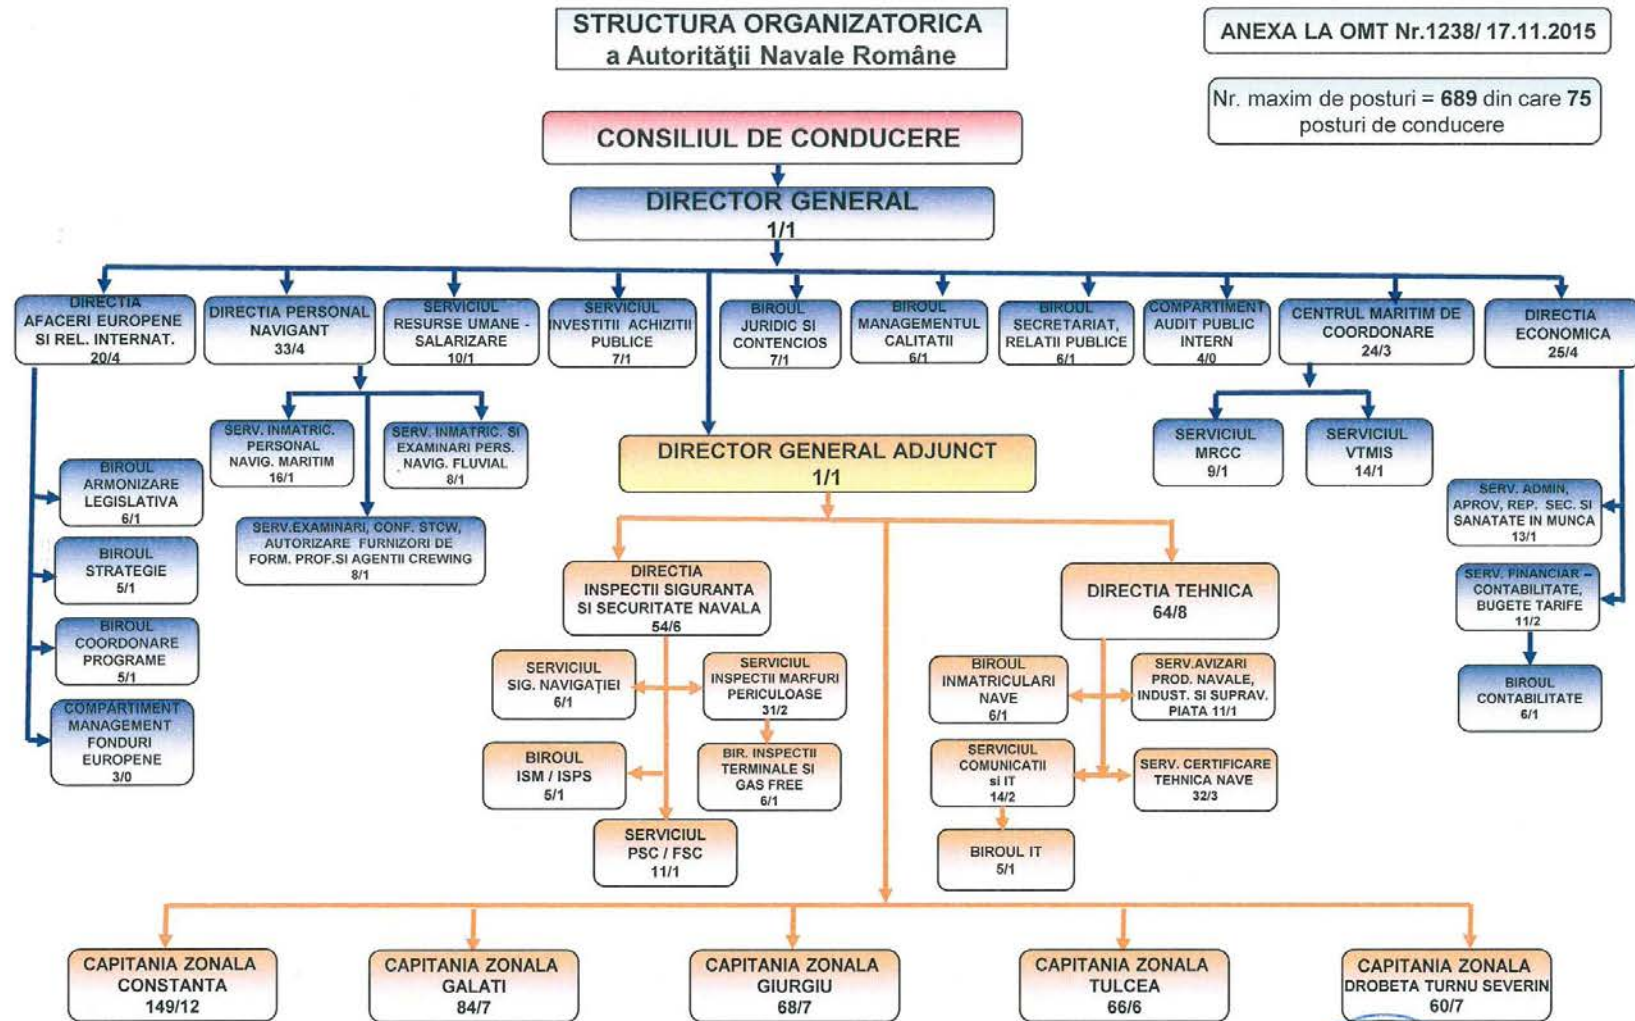 STRUCTURA ORGANIZATORICA
a Autorităţii Navale Române
ANEXA LA OMT Nr.1238/ 17.11.2015
Nr. maxim de posturi = 689 din care 75
posturi de conducere
CONSILIUL DE CONDUCERE
DIRECTOR GENERAL
1/1
DIRECTIA
AFACERI EUROPENE
SI REL. INTERNAT.
20/4
DIRECTIA PERSONAL
NAVIGANT
33/4
SERVICIUL
RESURSE UMANE -
SALARIZARE
10/1
SERVICIUL
INVESTITII ACHIZITII
PUBLICE
7/1
BIROUL
JURIDIC SI
CONTENCIOS
7/1
BIROUL
MANAGEMENTUL
CALITATII
6/1
BIROUL
SECRETARIAT,
RELATII PUBLICE
6/1
COMPARTIMENT
AUDIT PUBLIC
INTERN
4/0
CENTRUL MARITIM DE
COORDONARE
24/3
DIRECTIA
ECONOMICA
25/4
SERV. INMATRIC.
PERSONAL
NAVIG. MARITIM
16/1
SERV. INMATRIC. SI
EXAMINARI PERS.
NAVIG. FLUVIAL
8/1
SERV.EXAMINARI, CONF. STCW,
AUTORIZARE FURNIZORI DE
FORM. PROF.SI AGENTII CREWING
8/1
BIROUL
ARMONIZARE
LEGISLATIVA
6/1
BIROUL
STRATEGIE
5/1
BIROUL
COORDONARE
PROGRAME
5/1
COMPARTIMENT
MANAGEMENT
FONDURI
EUROPENE
3/0
DIRECTOR GENERAL ADJUNCT
1/1
SERVICIUL
MRCC
9/1
SERVICIUL
VTMIS
14/1
SERV. ADMIN,
APROV, REP. SEC. SI
SANATATE IN MUNCA
13/1
SERV. FINANCIAR –
CONTABILITATE,
BUGETE TARIFE
11/2
BIROUL
CONTABILITATE
6/1
DIRECTIA
INSPECTII SIGURANTA
SI SECURITATE NAVALA
54/6
DIRECTIA TEHNICA
64/8
SERVICIUL
SIG. NAVIGAŢIEI
6/1
SERVICIUL
INSPECTII MARFURI
PERICULOASE
31/2
BIROUL
ISM / ISPS
5/1
BIR. INSPECTII
TERMINALE SI
GAS FREE
6/1
SERVICIUL
PSC / FSC
11/1
BIROUL
INMATRICULARI
NAVE
6/1
SERV.AVIZARI
PROD. NAVALE,
INDUST. SI SUPRAV.
PIATA 11/1
SERVICIUL
COMUNICATII
si IT
14/2
SERV. CERTIFICARE
TEHNICA NAVE
32/3
BIROUL IT
5/1
CAPITANIA ZONALA
CONSTANTA
149/12
CAPITANIA ZONALA
GALATI
84/7
CAPITANIA ZONALA
GIURGIU
68/7
CAPITANIA ZONALA
TULCEA
66/6
CAPITANIA ZONALA
DROBETA TURNU SEVERIN
60/7